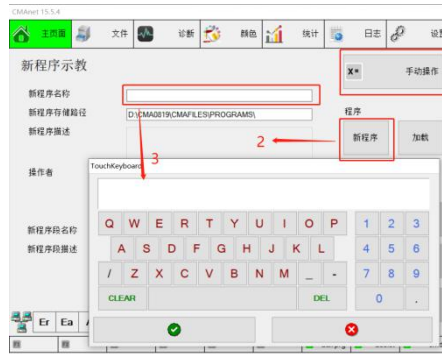 CMAnet 15.5.4
主页面 文件 诊断 颜色 统计 日志 设置
新程序示教
手动操作
新程序名称
新程序存储路径 D:\CMA0819\CMAFILES\PROGRAMS\
程序
新程序描述
新程序 加载
2
3
操作者
TouchKeyboard
新程序段名称
新程序段描述
Q W E R T Y U I O P 1 2 3
A S D F G H J K L 4 5 6
/ Z X C V B N M _ - 7 8 9
CLEAR DEL 0 .
Er Ea